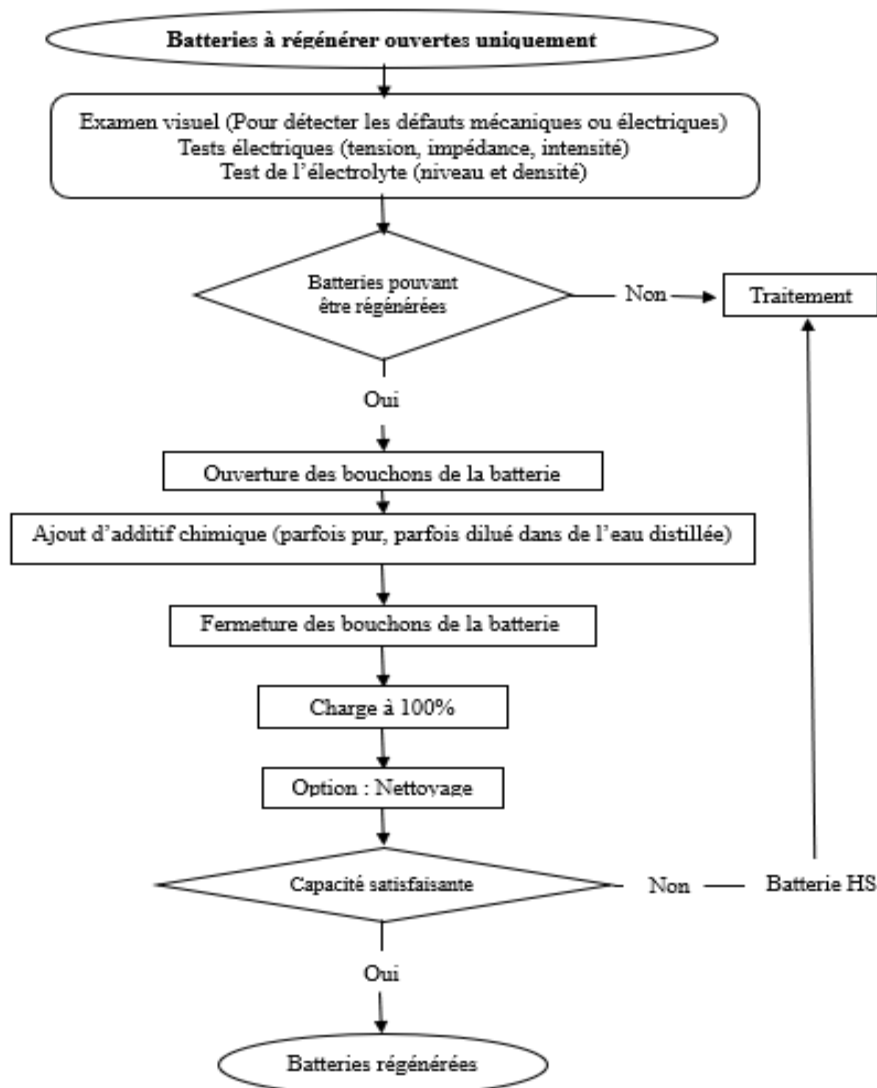 Batteries à régénérer ouvertes uniquement
Examen visuel (Pour détecter les défauts mécaniques ou électriques)
Tests électriques (tension, impédance, intensité)
Test de l’électrolyte (niveau et densité)
Batteries pouvant
être régénérées
Non
Traitement
Oui
Ouverture des bouchons de la batterie
Ajout d’additif chimique (parfois pur, parfois dilué dans de l’eau distillée)
Fermeture des bouchons de la batterie
Charge à 100%
Option : Nettoyage
Capacité satisfaisante
Non
Batterie HS
Oui
Batteries régénérées